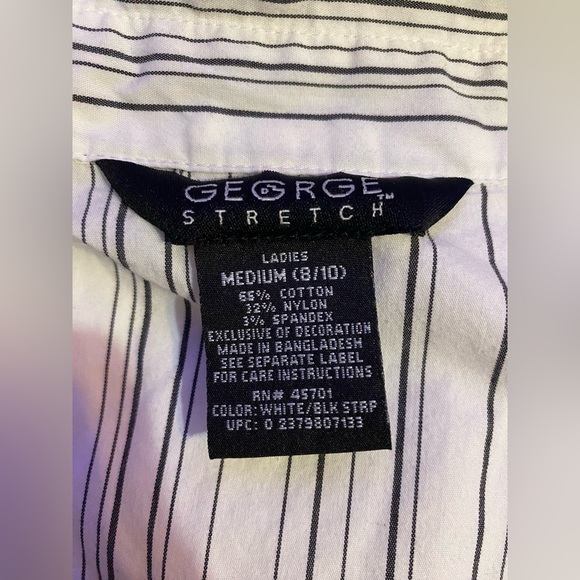 GEORGE™
STRETCH
LADIES
MEDIUM (8/10)
65% COTTON
32% NYLON
3% SPANDEX
EXCLUSIVE OF DECORATION
MADE IN BANGLADESH
SEE SEPARATE LABEL
FOR CARE INSTRUCTIONS
RN# 45701
COLOR: WHITE/BLK STRP
UPC: 0 2379807133